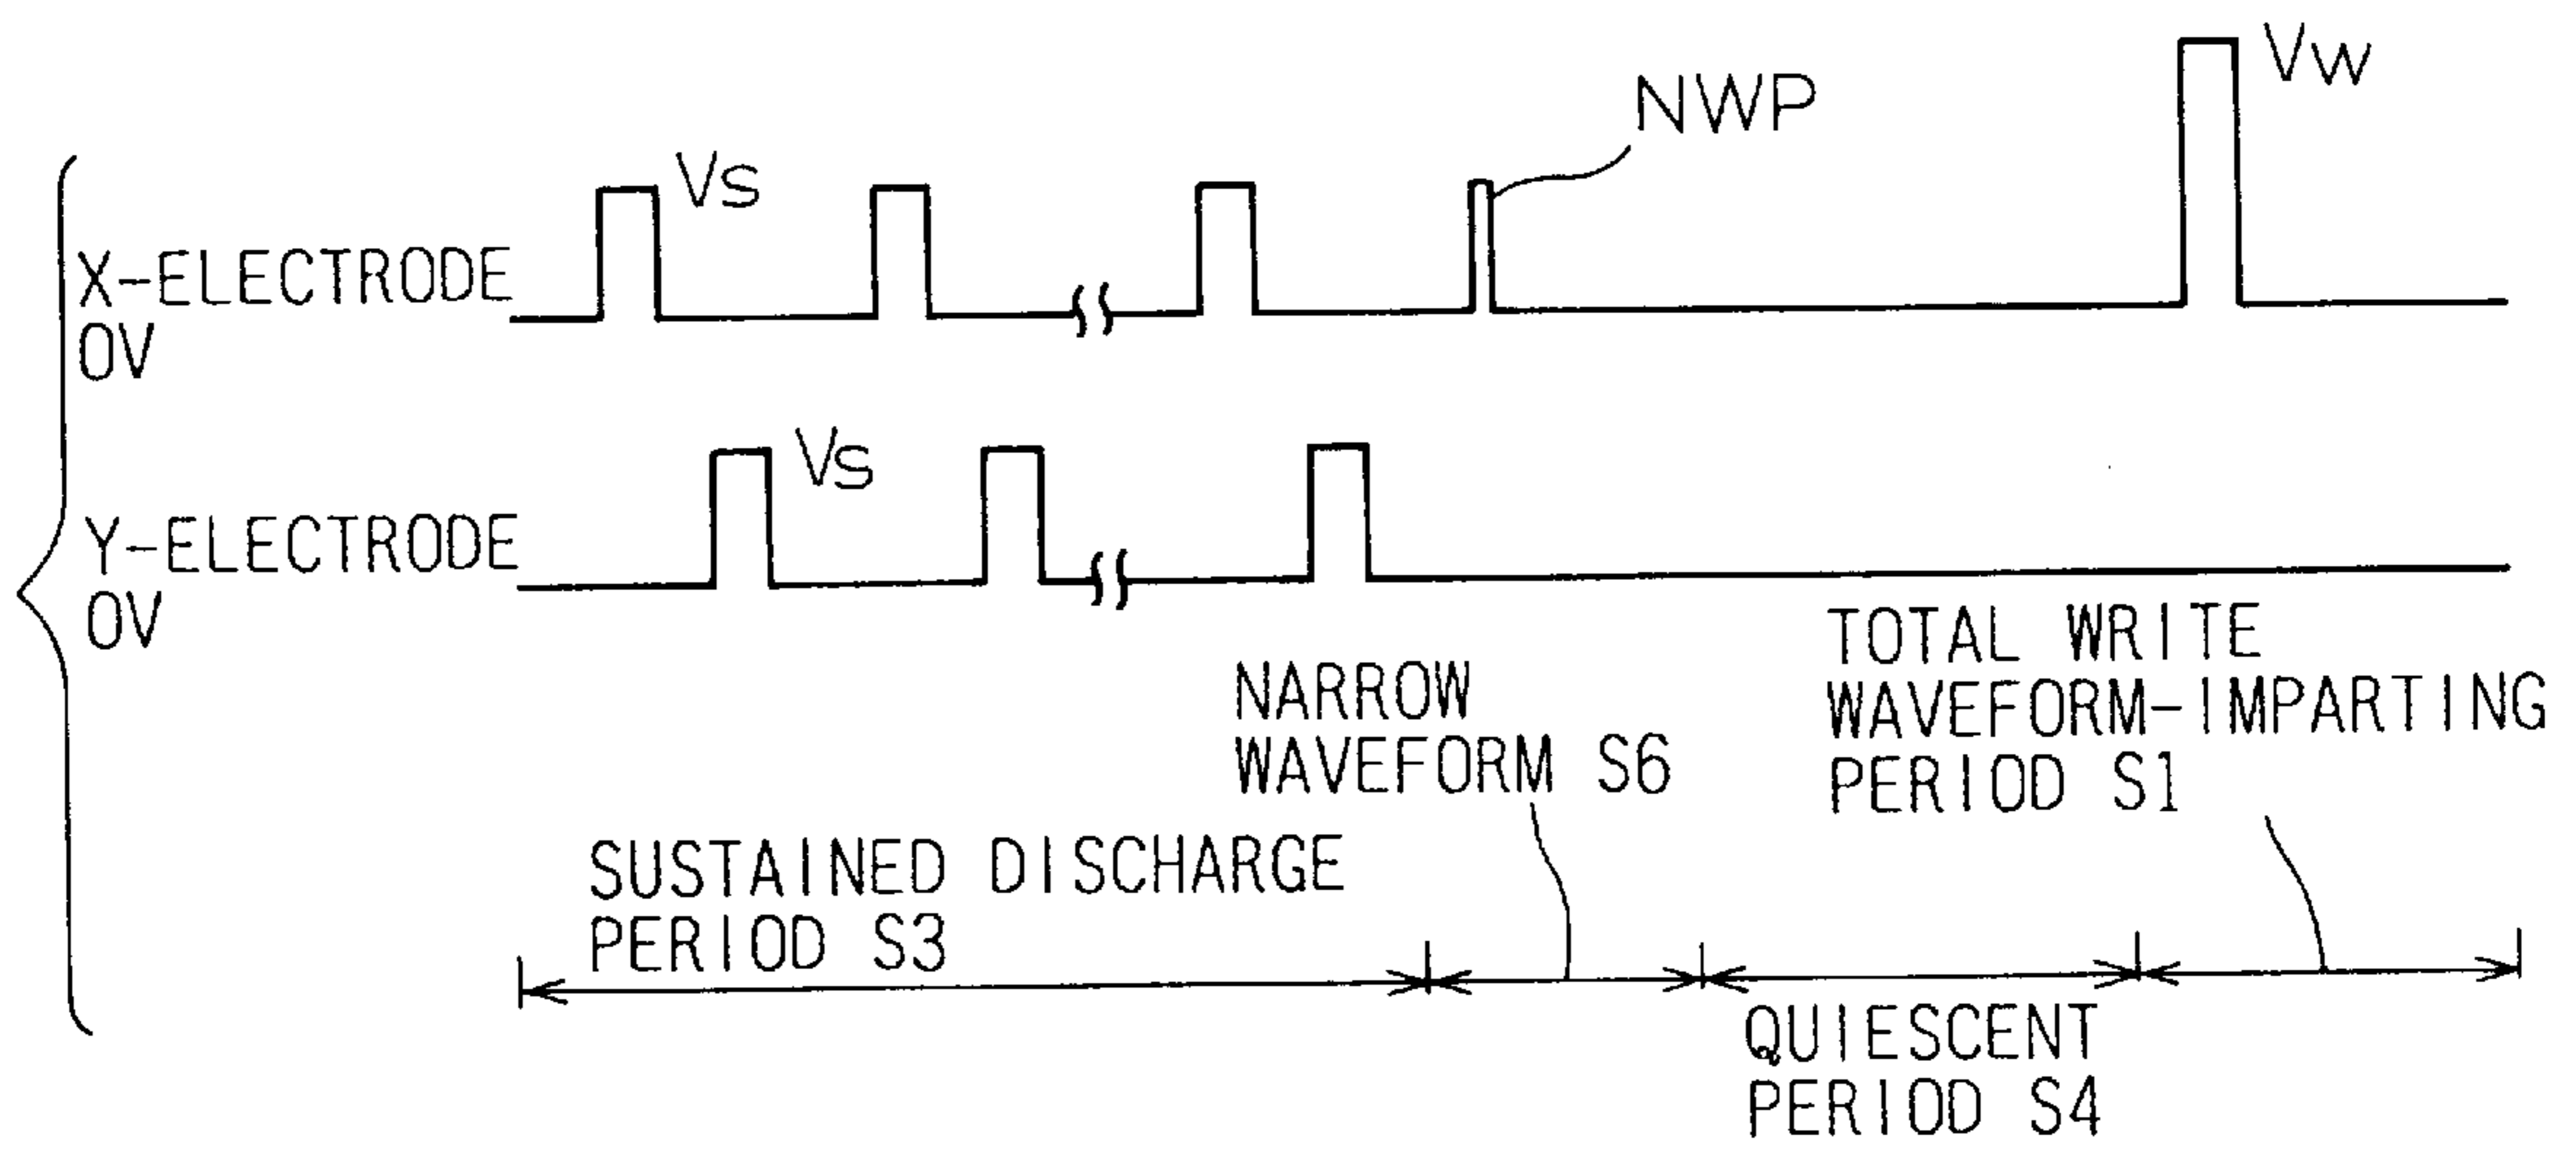 Vw
NWP
Vs
X-ELECTRODE
0V
Vs
Y-ELECTRODE
0V
TOTAL WRITE
WAVEFORM-IMPARTING
PERIOD S1
NARROW
WAVEFORM S6
SUSTAINED DISCHARGE
PERIOD S3
QUIESCENT
PERIOD S4